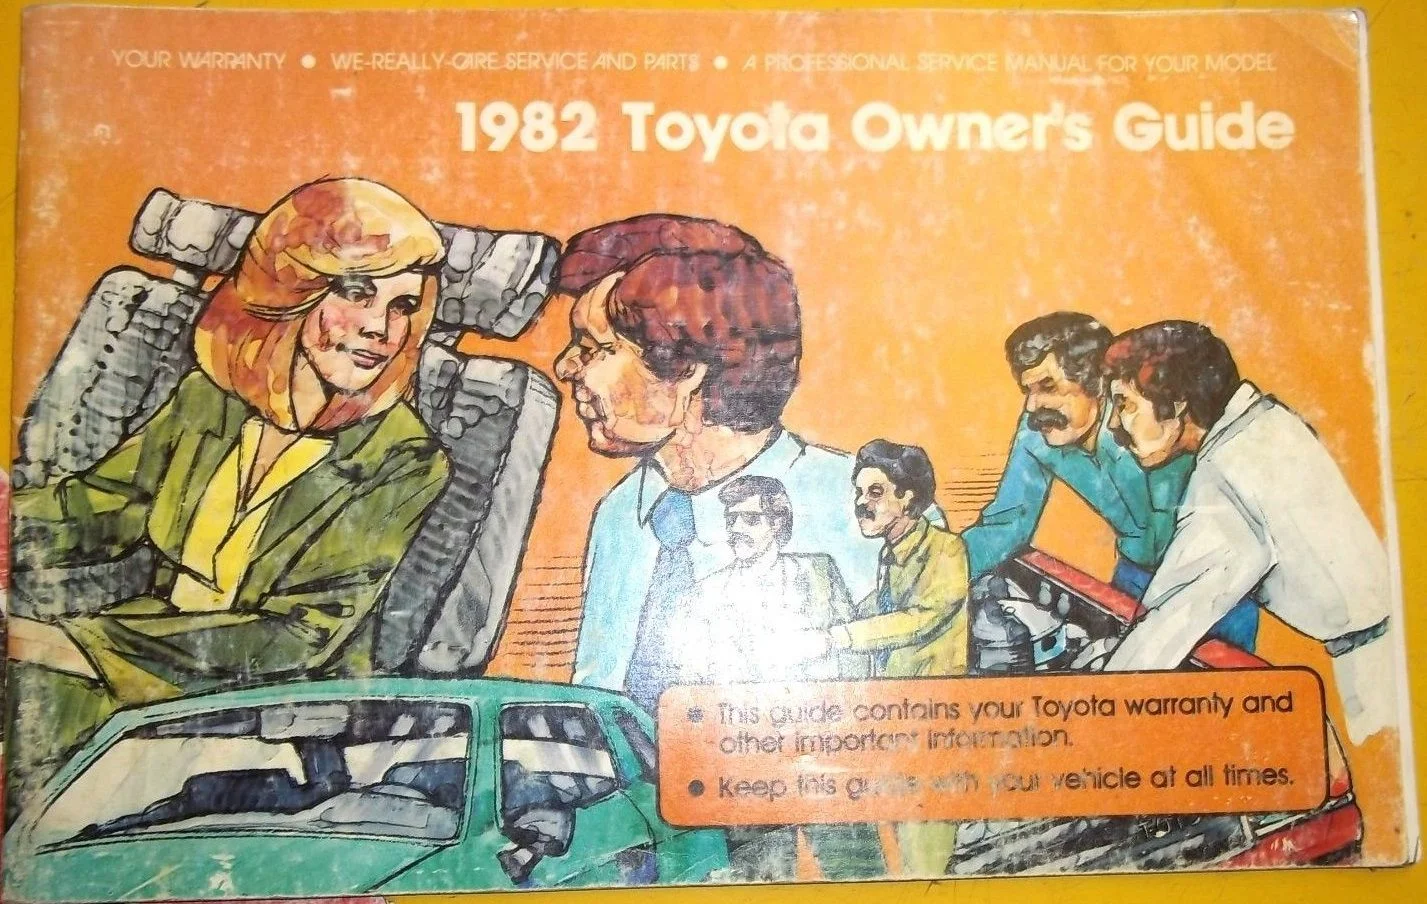 YOUR WARRANTY ● WE-REALLY-CARE SERVICE AND PARTS ● A PROFESSIONAL SERVICE MANUAL FOR YOUR MODEL
1982 Toyota Owner's Guide
● This guide contains your Toyota warranty and
other important information.
● Keep this guide with your vehicle at all times.